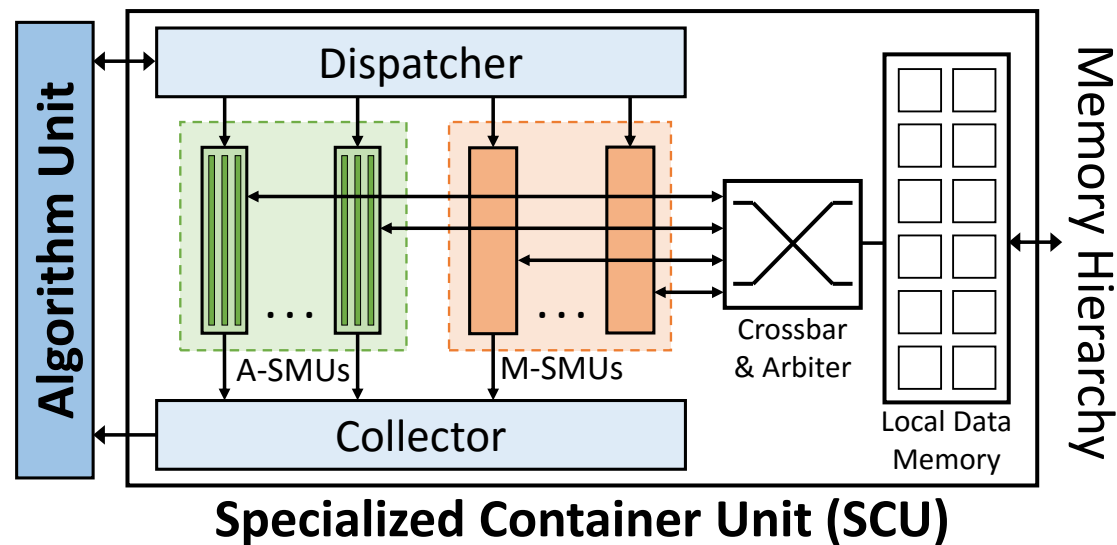 Algorithm Unit
Dispatcher
. . .
. . .
A-SMUs
M-SMUs
Collector
Crossbar
& Arbiter
Local Data
Memory
Memory Hierarchy
Specialized Container Unit (SCU)